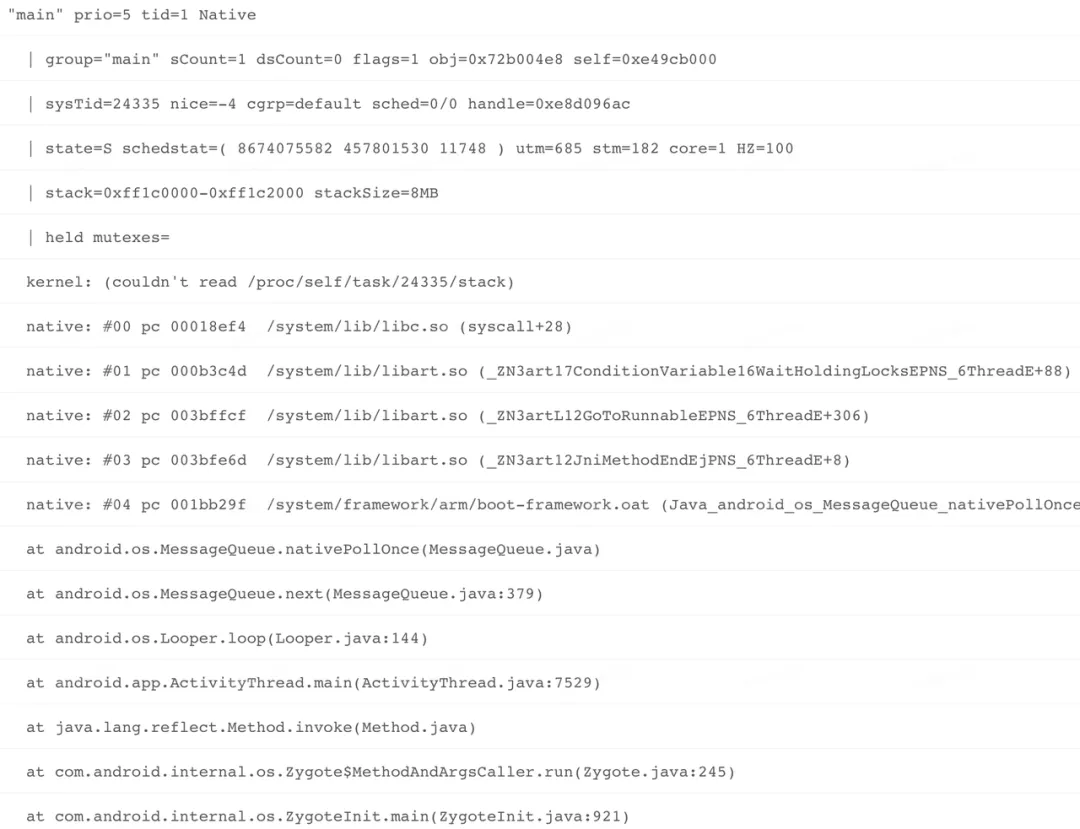 "main" prio=5 tid=1 Native
| group="main" sCount=1 dsCount=0 flags=1 obj=0x72b004e8 self=0xe49cb000
| sysTid=24335 nice=-4 cgrp=default sched=0/0 handle=0xe8d096ac
| state=S schedstat=( 8674075582 457801530 11748 ) utm=685 stm=182 core=1 HZ=100
| stack=0xff1c0000-0xff1c2000 stackSize=8MB
| held mutexes=
kernel: (couldn't read /proc/self/task/24335/stack)
native: #00 pc 00018ef4  /system/lib/libc.so (syscall+28)
native: #01 pc 000b3c4d  /system/lib/libart.so (_ZN3art17ConditionVariable16WaitHoldingLocksEPNS_6ThreadE+88)
native: #02 pc 003bffcf  /system/lib/libart.so (_ZN3artL12GoToRunnableEPNS_6ThreadE+306)
native: #03 pc 003bfe6d  /system/lib/libart.so (_ZN3art12JniMethodEndEjPNS_6ThreadE+8)
native: #04 pc 001bb29f  /system/framework/arm/boot-framework.oat (Java_android_os_MessageQueue_nativePollOnce
at android.os.MessageQueue.nativePollOnce(MessageQueue.java)
at android.os.MessageQueue.next(MessageQueue.java:379)
at android.os.Looper.loop(Looper.java:144)
at android.app.ActivityThread.main(ActivityThread.java:7529)
at java.lang.reflect.Method.invoke(Method.java)
at com.android.internal.os.Zygote$MethodAndArgsCaller.run(Zygote.java:245)
at com.android.internal.os.ZygoteInit.main(ZygoteInit.java:921)